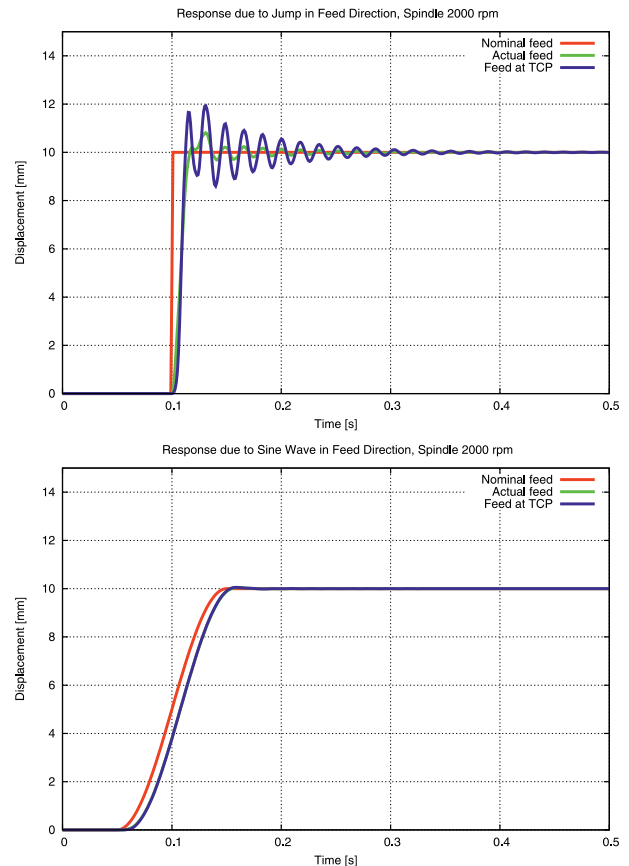 Response due to Jump in Feed Direction, Spindle 2000 rpm
Nominal feed
Actual feed
Feed at TCP
14
12
10
8
6
4
2
0
Displacement [mm]
0 0.1 0.2 0.3 0.4 0.5
Time [s]
Response due to Sine Wave in Feed Direction, Spindle 2000 rpm
Nominal feed
Actual feed
Feed at TCP
14
12
10
8
6
4
2
0
Displacement [mm]
0 0.1 0.2 0.3 0.4 0.5
Time [s]